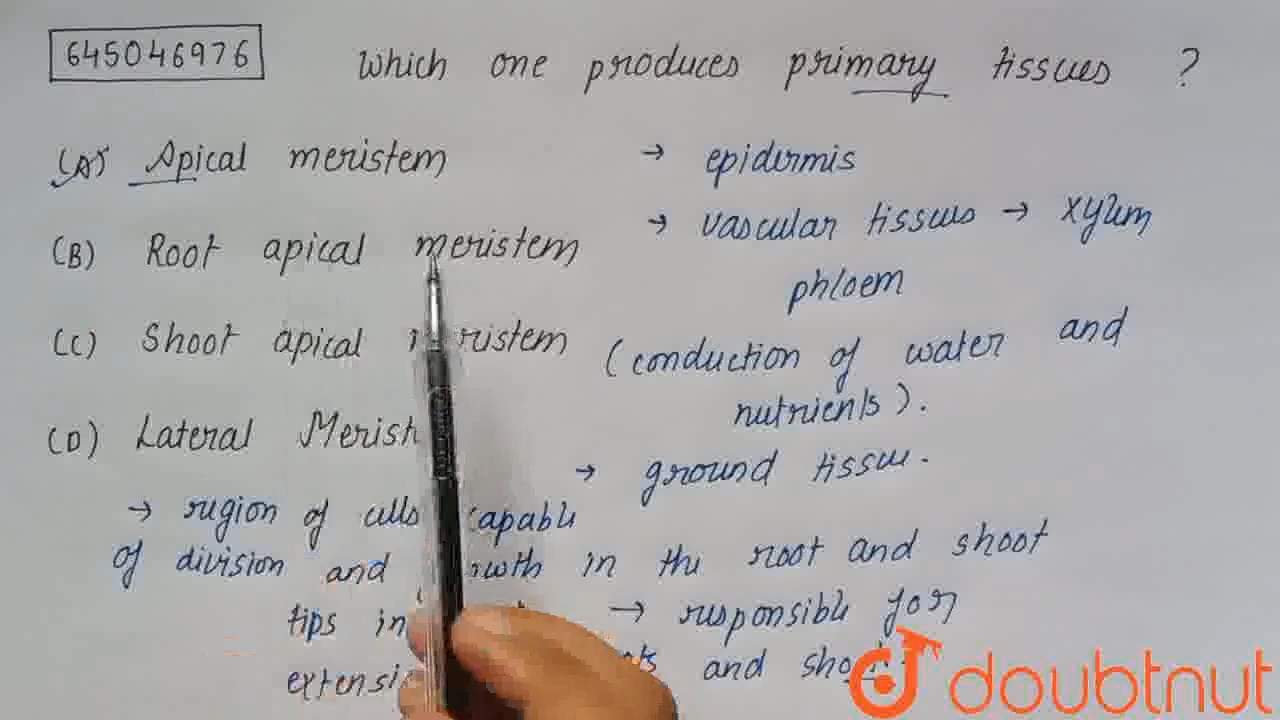 645046976
Which one produces primary tissues ?
(A) Apical meristem
(B) Root apical meristem
(C) Shoot apical
(D) Lateral
→ epidermis
→ vascular tissues → xylem
phloem
(conduction of water and
nutrients).
→ ground tissue.
→ region of cells capable
of division and in the root and shoot
tips in → responsible for
and
doubtnut